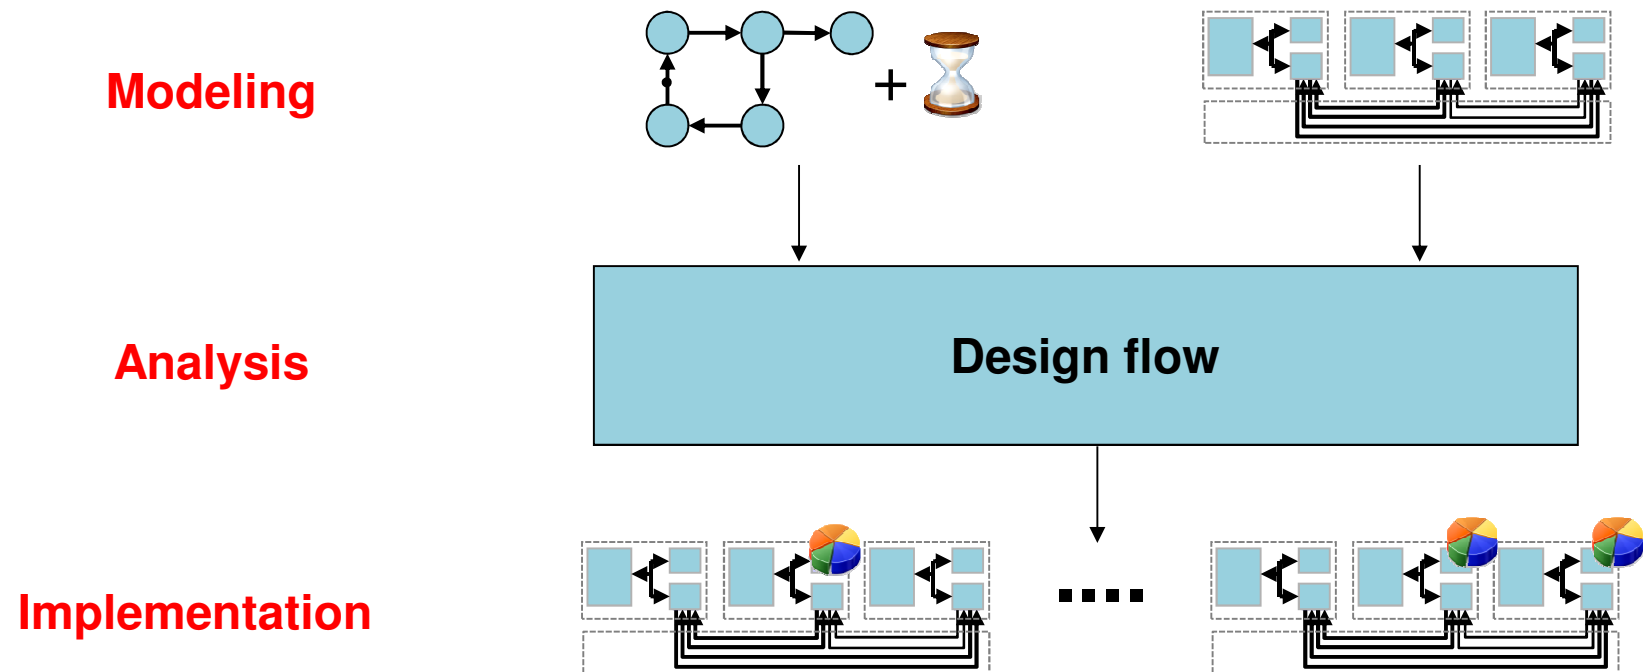 Modeling
+
Analysis
Design flow
Implementation